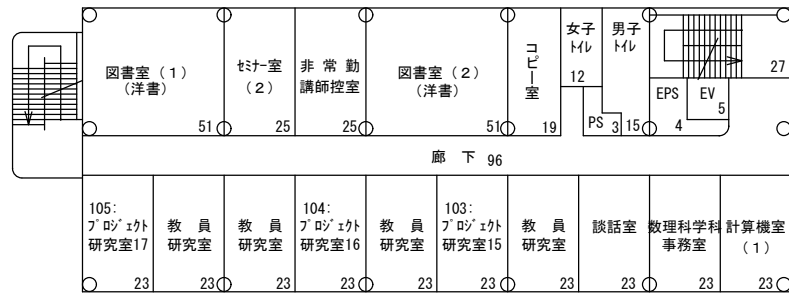 図書室(1)
(洋書)
51
ｾﾐﾅｰ室
(2)
25
非常勤
講師控室
25
図書室(2)
(洋書)
51
コピー室
19
女子
ﾄｲﾚ
12
PS
3
男子
ﾄｲﾚ
15
EPS
4
EV
5
27
廊下 96
105:
ﾌﾟﾛｼﾞｪｸﾄ
研究室17
23
教員
研究室
23
教員
研究室
23
104:
ﾌﾟﾛｼﾞｪｸﾄ
研究室16
23
教員
研究室
23
103:
ﾌﾟﾛｼﾞｪｸﾄ
研究室15
23
教員
研究室
23
談話室
23
数理科学科
事務室
23
計算機室
(1)
23